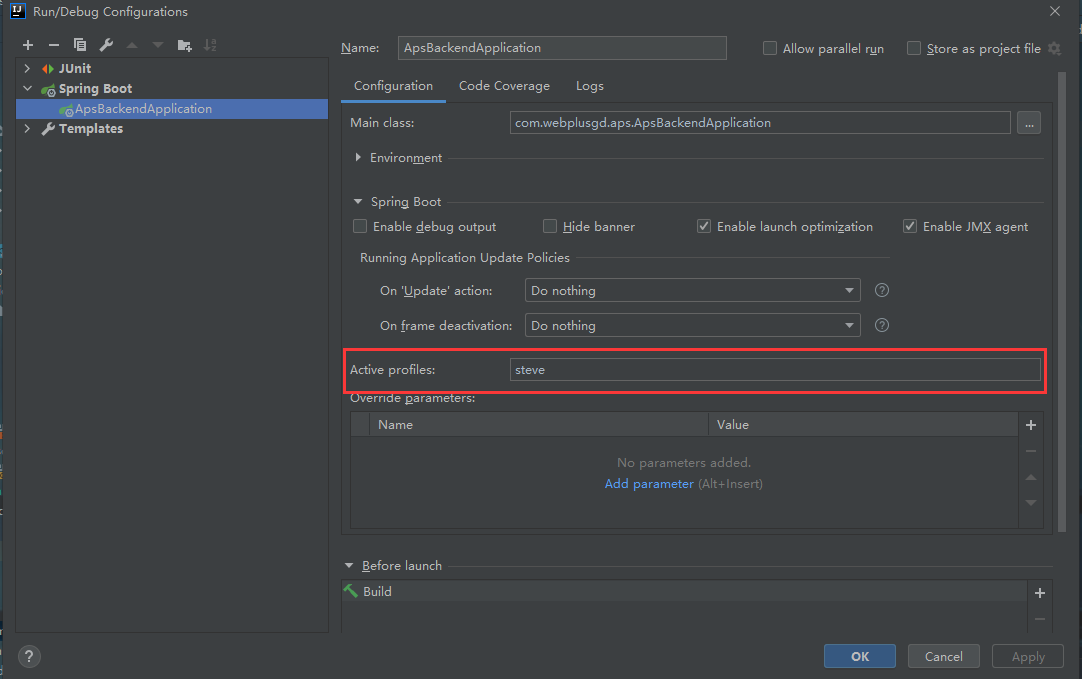 Run/Debug Configurations
JUnit
Spring Boot
ApsBackendApplication
Templates
Name: ApsBackendApplication Allow parallel run Store as project file
Configuration Code Coverage Logs
Main class: com.webplusgd.aps.ApsBackendApplication ...
Environment
Spring Boot
Enable debug output Hide banner Enable launch optimization Enable JMX agent
Running Application Update Policies
On 'Update' action: Do nothing ?
On frame deactivation: Do nothing ?
Active profiles: steve
Override parameters:
Name Value
No parameters added.
Add parameter (Alt+Insert)
Before launch
Build
? OK Cancel Apply